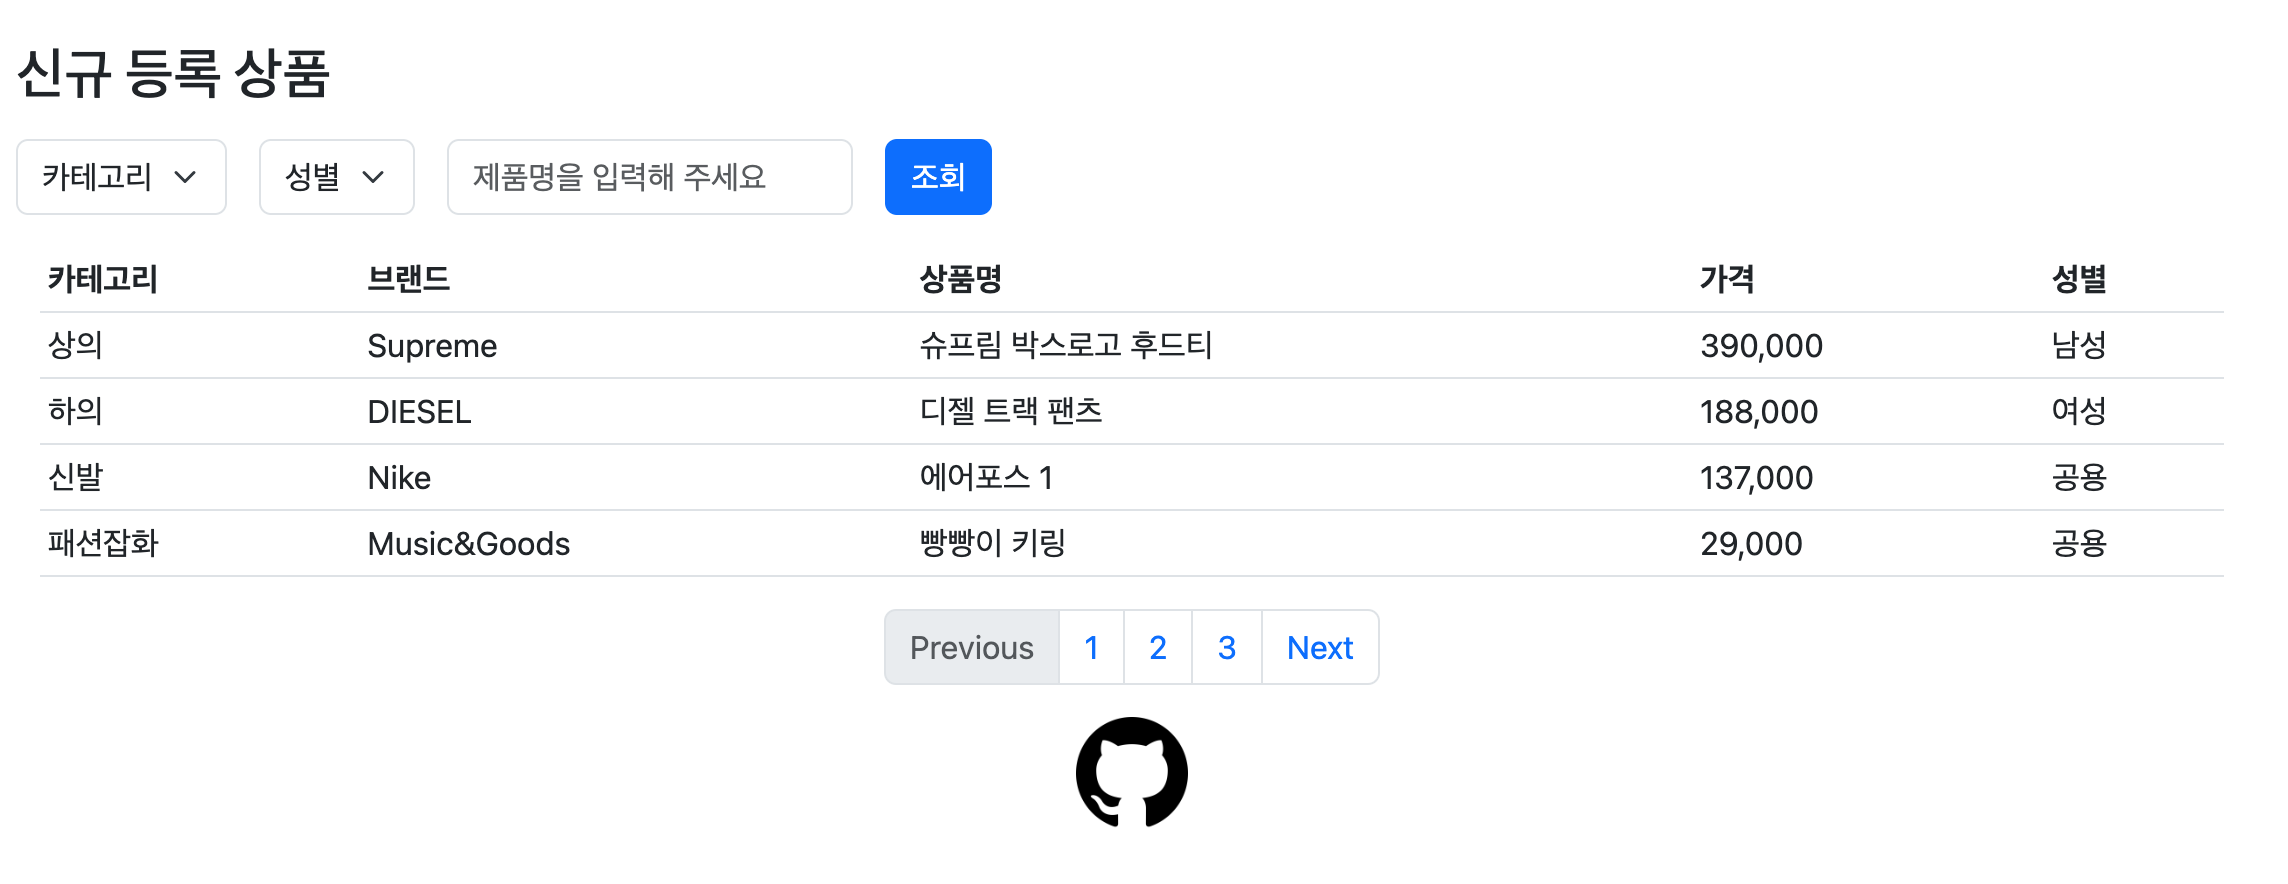 신규 등록 상품
카테고리 성별 제품명을 입력해 주세요 조회
카테고리 브랜드 상품명 가격 성별
상의 Supreme 슈프림 박스로고 후드티 390,000 남성
하의 DIESEL 디젤 트랙 팬츠 188,000 여성
신발 Nike 에어포스 1 137,000 공용
패션잡화 Music&Goods 빵빵이 키링 29,000 공용
Previous 1 2 3 Next